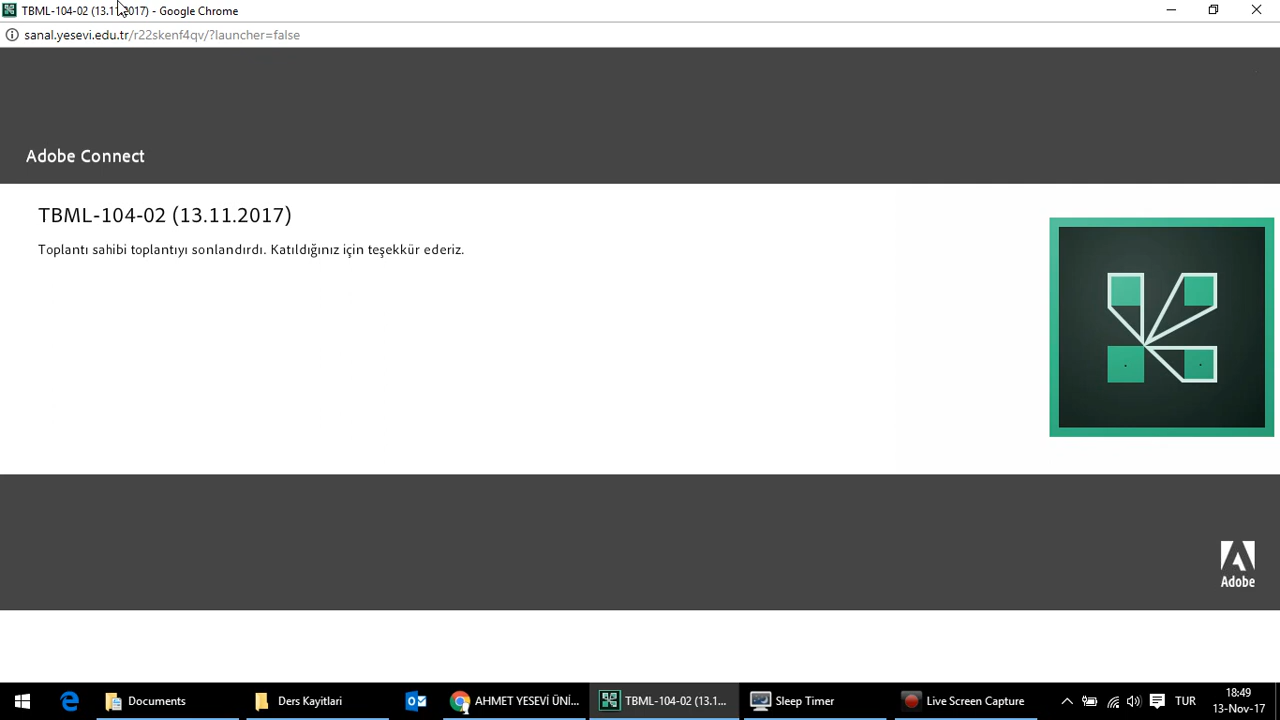 TBML-104-02 (13.11.2017) - Google Chrome
sanal.yesevi.edu.tr/r22skenf4qv/?launcher=false
Adobe Connect
TBML-104-02 (13.11.2017)
Toplantı sahibi toplantıyı sonlandırdı. Katıldığınız için teşekkür ederiz.
Adobe
Documents
Ders Kayitlari
AHMET YESEVİ ÜNİ...
TBML-104-02 (13.1...
Sleep Timer
Live Screen Capture
TUR
18:49
13-Nov-17